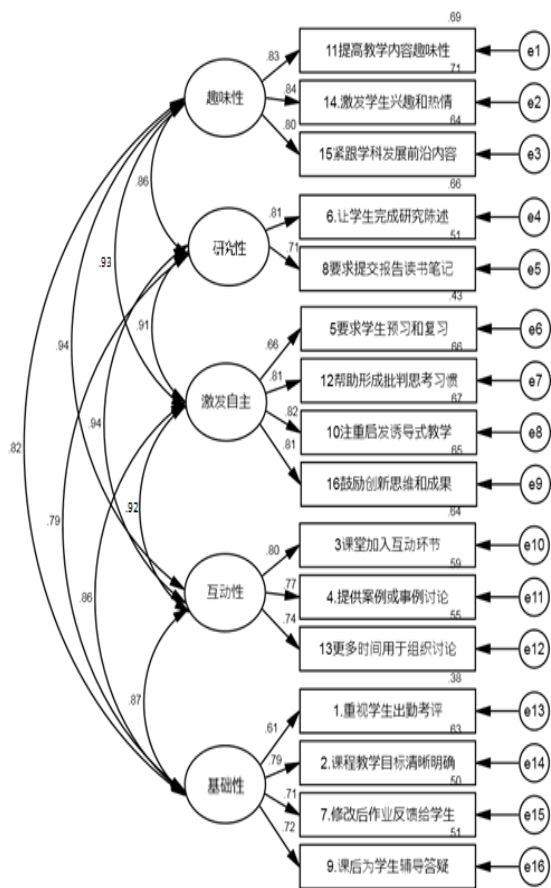 .69
.83
11提高教学内容趣味性
e1
.71
趣味性
.84
14.激发学生兴趣和热情
e2
.64
.80
15紧跟学科发展前沿内容
e3
.86
.66
.81
6.让学生完成研究陈述
e4
.51
研究性
.71
8要求提交报告读书笔记
e5
.93
.43
.91
.66
5要求学生预习和复习
e6
.66
.94
.81
12帮助形成批判思考习惯
e7
.67
激发自主
.82
10注重启发诱导式教学
e8
.94
.65
.82
.81
16鼓励创新思维和成果
e9
.92
.64
.79
.80
3课堂加入互动环节
e10
.59
.86
互动性
.77
4.提供案例或事例讨论
e11
.55
.74
13更多时间用于组织讨论
e12
.38
.87
.61
1.重视学生出勤考评
e13
.63
.79
2.课程教学目标清晰明确
e14
.50
基础性
.71
7.修改后作业反馈给学生
e15
.51
.72
9.课后为学生辅导答疑
e16